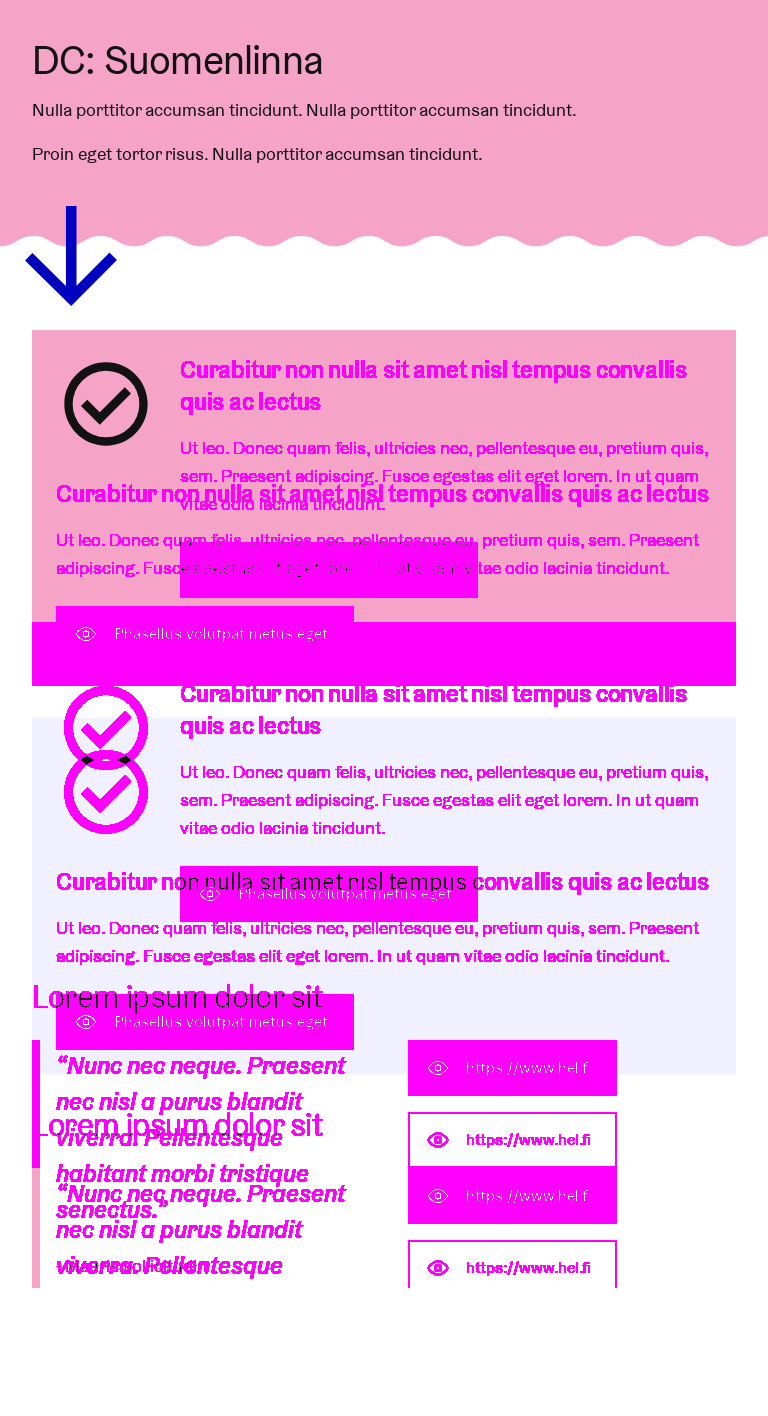 DC: Suomenlinna
Nulla porttitor accumsan tincidunt. Nulla porttitor accumsan tincidunt.
Proin eget tortor risus. Nulla porttitor accumsan tincidunt.
Curabitur non nulla sit amet nisl tempus convallis
quis ac lectus
Ut leo. Donec quam felis, ultricies nec, pellentesque eu, pretium quis,
sem. Praesent adipiscing. Fusce egestas elit eget lorem. In ut quam
Curabitur non nulla sit amet nisl tempus convallis quis ac lectus
vitae odio lacinia tincidunt.
Ut leo. Donec quam felis, ultricies nec, pellentesque eu, pretium quis, sem. Praesent
adipiscing. Fusce egestas elit eget lorem. In ut quam vitae odio lacinia tincidunt.
Phasellus volutpat metus eget
Curabitur non nulla sit amet nisl tempus convallis
quis ac lectus
Ut leo. Donec quam felis, ultricies nec, pellentesque eu, pretium quis,
sem. Praesent adipiscing. Fusce egestas elit eget lorem. In ut quam
vitae odio lacinia tincidunt.
Curabitur non nulla sit amet nisl tempus convallis quis ac lectus
Phasellus volutpat metus eget
Ut leo. Donec quam felis, ultricies nec, pellentesque eu, pretium quis, sem. Praesent
adipiscing. Fusce egestas elit eget lorem. In ut quam vitae odio lacinia tincidunt.
Lorem ipsum dolor sit
Phasellus volutpat metus eget
“Nunc nec neque. Praesent
nec nisl a purus blandit
viverra. Pellentesque
habitant morbi tristique
senectus.”
https://www.hel.f
https://www.hel.fi
Lorem ipsum dolor sit
“Nunc nec neque. Praesent
nec nisl a purus blandit
viverra. Pellentesque
https://www.hel.f
https://www.hel.fi